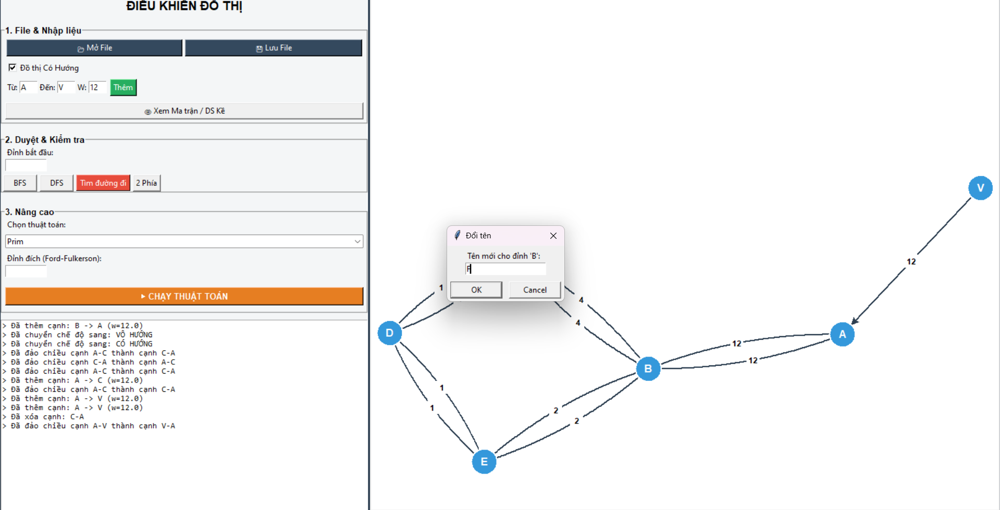 ĐIỀU KHIỂN ĐỒ THỊ
1. File & Nhập liệu
Mở File
Lưu File
Đồ thị Có Hướng
Từ: A Đến: V W: 12 Thêm
Xem Ma trận / DS Kề
2. Duyệt & Kiểm tra
Đỉnh bắt đầu:
BFS DFS Tìm đường đi 2 Phía
3. Nâng cao
Chọn thuật toán:
Prim
Đỉnh đích (Ford-Fulkerson):
CHẠY THUẬT TOÁN
> Đã thêm cạnh: B -> A (w=12.0)
> Đã chuyển chế độ sang: VÔ HƯỚNG
> Đã chuyển chế độ sang: CÓ HƯỚNG
> Đã đảo chiều cạnh A-C thành cạnh C-A
> Đã đảo chiều cạnh C-A thành cạnh A-C
> Đã đảo chiều cạnh A-C thành cạnh C-A
> Đã thêm cạnh: A -> C (w=12.0)
> Đã đảo chiều cạnh A-C thành cạnh C-A
> Đã thêm cạnh: A -> V (w=12.0)
> Đã thêm cạnh: A -> V (w=12.0)
> Đã xóa cạnh: C-A
> Đã đảo chiều cạnh A-V thành cạnh V-A
V
12
Đổi tên
Tên mới cho đỉnh 'B':
F
OK
Cancel
1
4
4
D
A
12
12
B
1
1
2
2
E